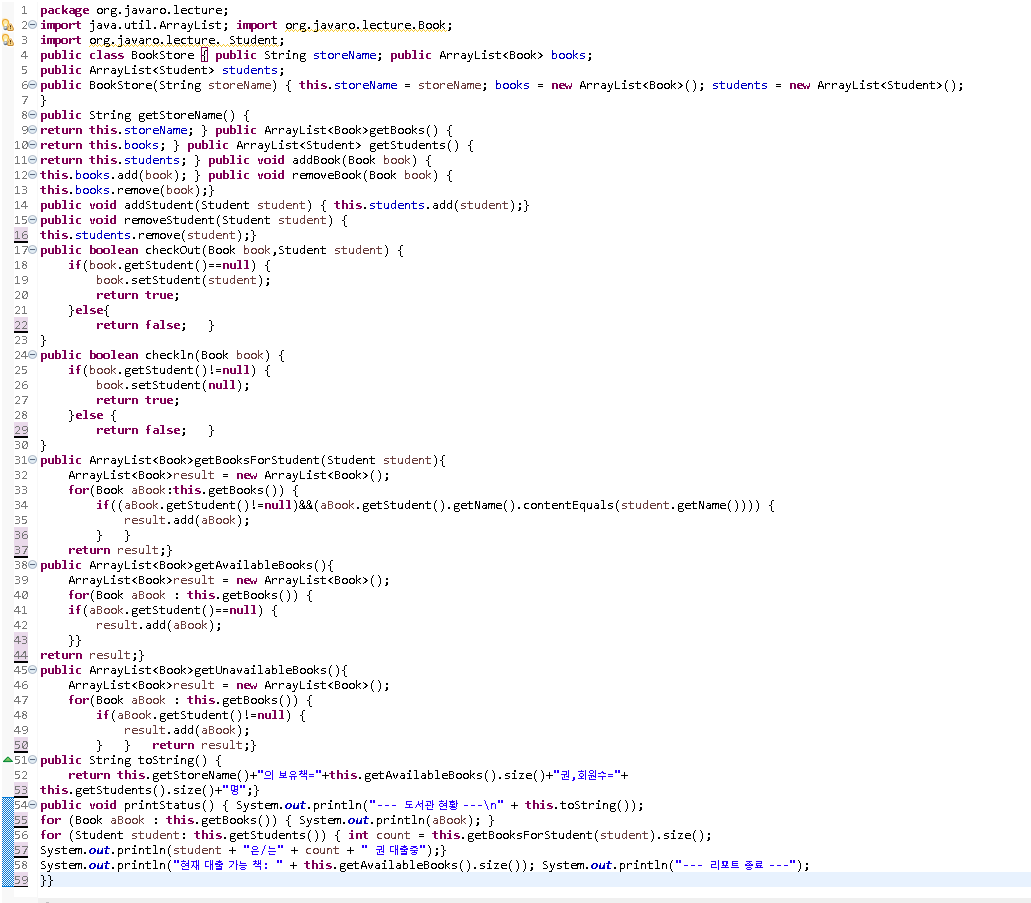 1 package org.javaro.lecture;
2 import java.util.ArrayList; import org.javaro.lecture.Book;
3 import org.javaro.lecture. Student;
4 public class BookStore { public String storeName; public ArrayList<Book> books;
5 public ArrayList<Student> students;
6 public BookStore(String storeName) { this.storeName = storeName; books = new ArrayList<Book>(); students = new ArrayList<Student>();
7 }
8 public String getStoreName() {
9 return this.storeName; } public ArrayList<Book>getBooks() {
10 return this.books; } public ArrayList<Student> getStudents() {
11 return this.students; } public void addBook(Book book) {
12 this.books.add(book); } public void removeBook(Book book) {
13 this.books.remove(book);}
14 public void addStudent(Student student) { this.students.add(student);}
15 public void removeStudent(Student student) {
16 this.students.remove(student);}
17 public boolean checkOut(Book book,Student student) {
18     if(book.getStudent()==null) {
19         book.setStudent(student);
20         return true;
21     }else{
22         return false;   }
23 }
24 public boolean checkln(Book book) {
25     if(book.getStudent()!=null) {
26         book.setStudent(null);
27         return true;
28     }else {
29         return false;   }
30 }
31 public ArrayList<Book>getBooksForStudent(Student student){
32     ArrayList<Book>result = new ArrayList<Book>();
33     for(Book aBook:this.getBooks()) {
34         if((aBook.getStudent()!=null)&&(aBook.getStudent().getName().contentEquals(student.getName()))) {
35             result.add(aBook);
36         }   }
37     return result;}
38 public ArrayList<Book>getAvailableBooks(){
39     ArrayList<Book>result = new ArrayList<Book>();
40     for(Book aBook : this.getBooks()) {
41     if(aBook.getStudent()==null) {
42         result.add(aBook);
43     }}
44 return result;}
45 public ArrayList<Book>getUnavailableBooks(){
46     ArrayList<Book>result = new ArrayList<Book>();
47     for(Book aBook : this.getBooks()) {
48         if(aBook.getStudent()!=null) {
49             result.add(aBook);
50         }   }   return result;}
51 public String toString() {
52     return this.getStoreName()+"의 보유책="+this.getAvailableBooks().size()+"권,회원수="+
53 this.getStudents().size()+"명";}
54 public void printStatus() { System.out.println("--- 도서관 현황 ---\n" + this.toString());
55 for (Book aBook : this.getBooks()) { System.out.println(aBook); }
56 for (Student student: this.getStudents()) { int count = this.getBooksForStudent(student).size();
57 System.out.println(student + "은/는" + count + " 권 대출중");}
58 System.out.println("현재 대출 가능 책: " + this.getAvailableBooks().size()); System.out.println("--- 리포트 종료 ---");
59 }}